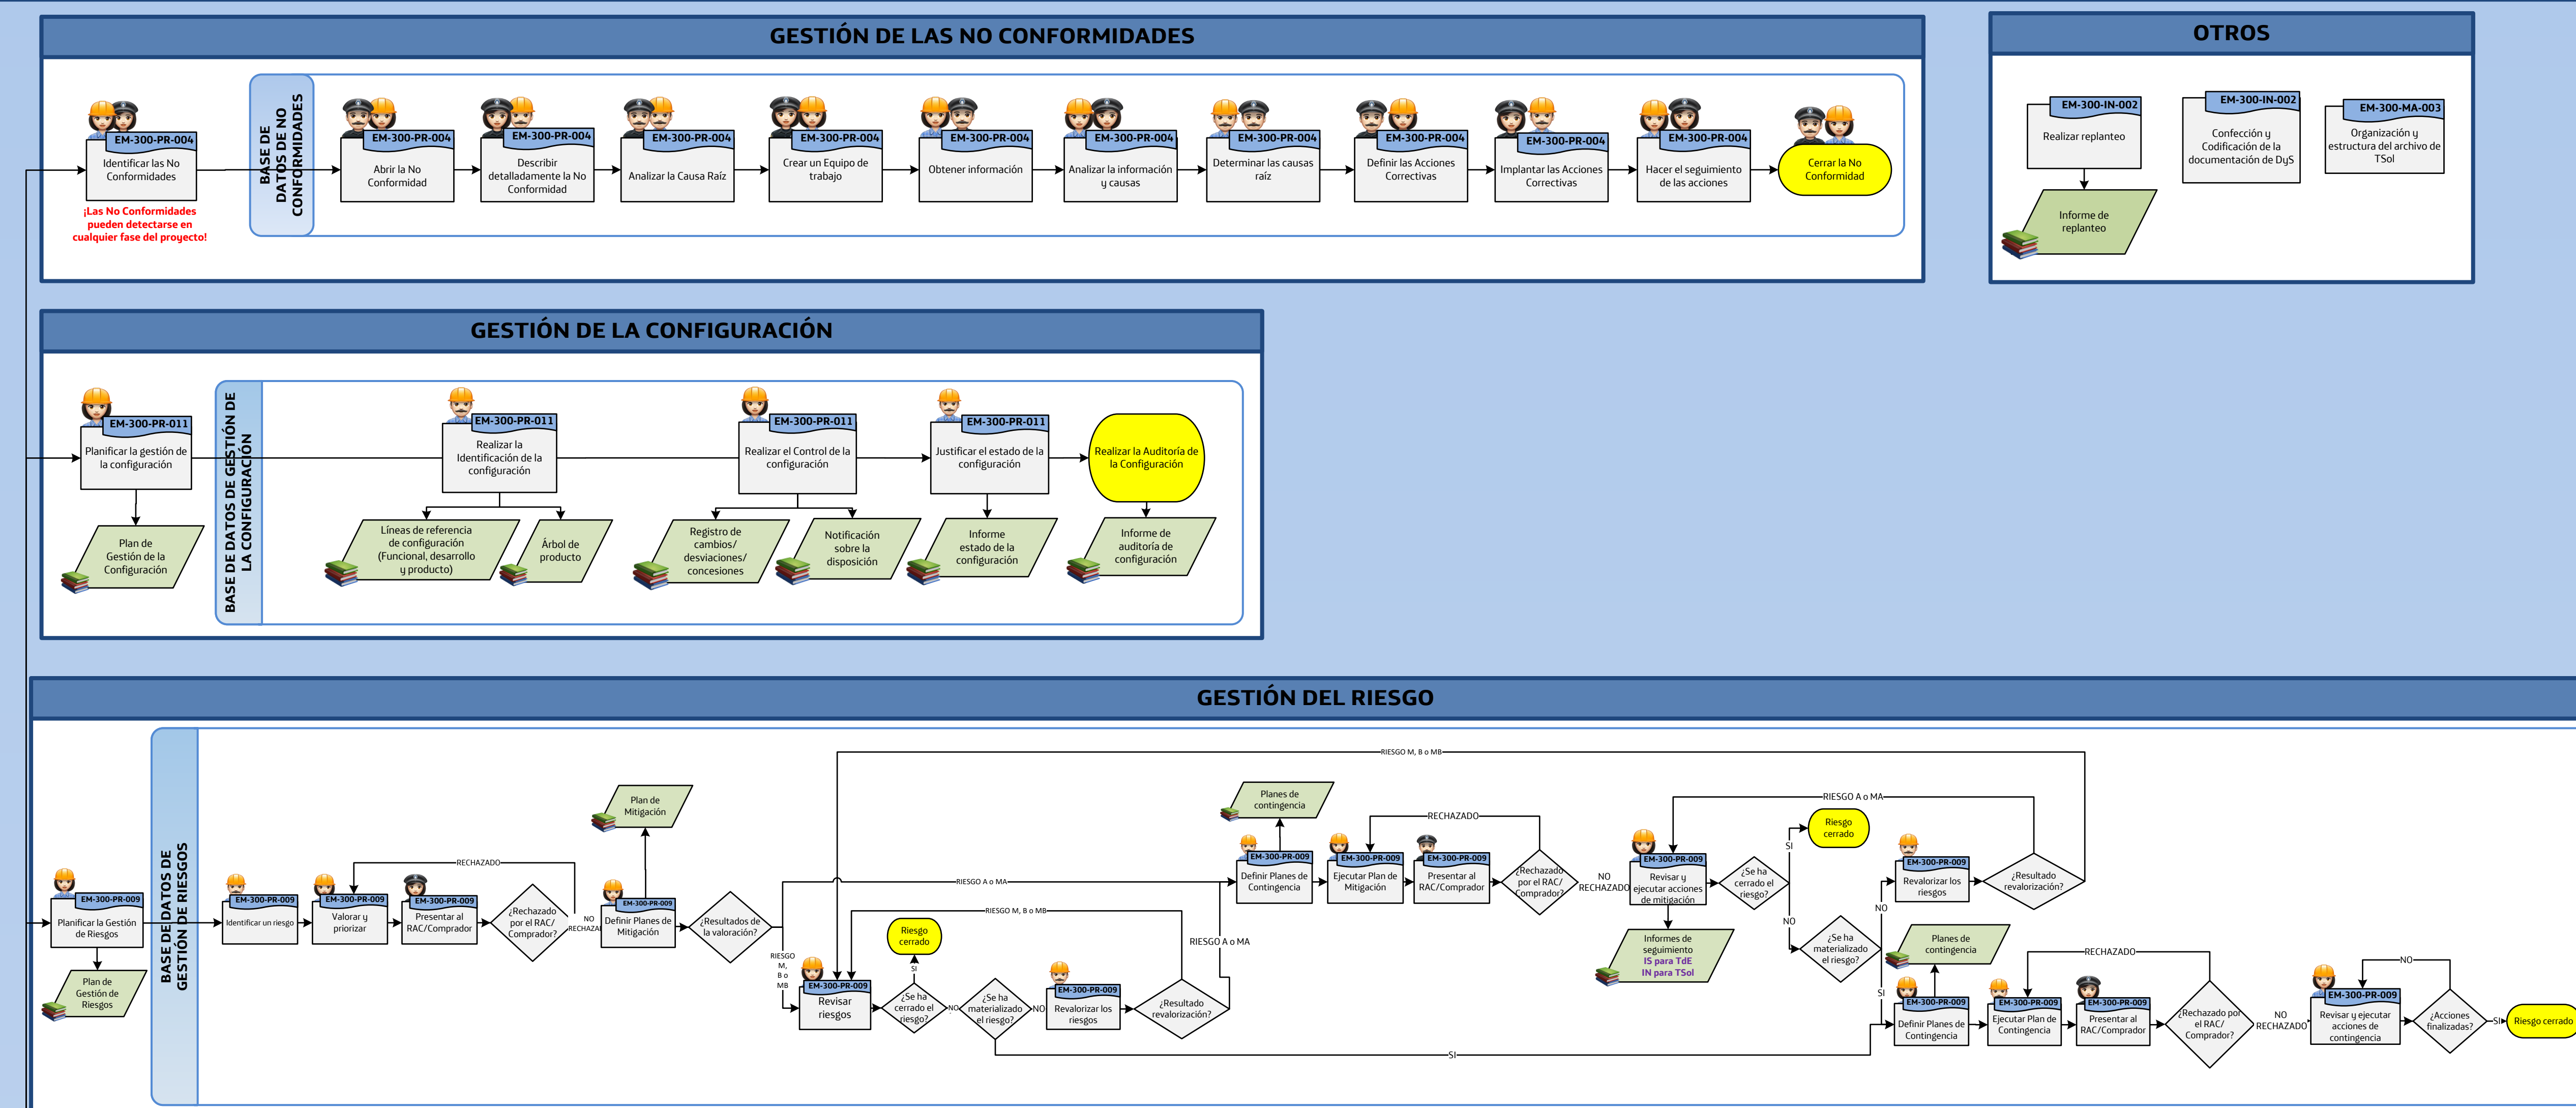 GESTIÓN DE LAS NO CONFORMIDADES
EM-300-PR-004
Identificar las No
Conformidades
¡Las No Conformidades
pueden detectarse en
cualquier fase del proyecto!
BASE DE
DATOS DE NO
CONFORMIDADES
EM-300-PR-004
Abrir la No
Conformidad
EM-300-PR-004
Describir
detalladamente la No
Conformidad
EM-300-PR-004
Analizar la Causa Raíz
EM-300-PR-004
Crear un Equipo de
trabajo
EM-300-PR-004
Obtener información
EM-300-PR-004
Analizar la información
y causas
EM-300-PR-004
Determinar las causas
raíz
EM-300-PR-004
Definir las Acciones
Correctivas
EM-300-PR-004
Implantar las Acciones
Correctivas
EM-300-PR-004
Hacer el seguimiento
de las acciones
Cerrar la No
Conformidad
OTROS
EM-300-IN-002
Realizar replanteo
Informe de
replanteo
EM-300-IN-002
Confección y
Codificación de la
documentación de DyS
EM-300-MA-003
Organización y
estructura del archivo de
TSol
GESTIÓN DE LA CONFIGURACIÓN
EM-300-PR-011
Planificar la gestión de
la configuración
Plan de
Gestión de la
Configuración
BASE DE DATOS DE GESTIÓN DE
LA CONFIGURACIÓN
EM-300-PR-011
Realizar la
Identificación de la
configuración
Líneas de referencia
de configuración
(Funcional, desarrollo
y producto)
Árbol de
producto
EM-300-PR-011
Realizar el Control de la
configuración
Registro de
cambios/
desviaciones/
concesiones
Notificación
sobre la
disposición
EM-300-PR-011
Justificar el estado de la
configuración
Informe
estado de la
configuración
Realizar la Auditoría de
la Configuración
Informe de
auditoría de
configuración
GESTIÓN DEL RIESGO
EM-300-PR-009
Planificar la Gestión
de Riesgos
Plan de
Gestión de
Riesgos
BASE DE DATOS DE
GESTIÓN DE RIESGOS
EM-300-PR-009
Identificar un riesgo
EM-300-PR-009
Valorar y
priorizar
EM-300-PR-009
Presentar al
RAC/Comprador
RECHAZADO
¿Rechazado
por el RAC/
Comprador?
NO
RECHAZA
Plan de
Mitigación
EM-300-PR-009
Definir Planes de
Mitigación
¿Resultados de
la valoración?
RIESGO A o MA
RIESGO
M,
B o
MB
RIESGO M, B o MB
EM-300-PR-009
Revisar
riesgos
Riesgo
cerrado
SI
¿Se ha
cerrado el
riesgo?
NO
¿Se ha
materializado
el riesgo?
NO
SI
EM-300-PR-009
Revalorizar los
riesgos
RIESGO M, B o MB
¿Resultado
revalorización?
RIESGO A o MA
Planes de
contingencia
EM-300-PR-009
Definir Planes de
Contingencia
EM-300-PR-009
Ejecutar Plan de
Mitigación
EM-300-PR-009
Presentar al
RAC/Comprador
RECHAZADO
¿Rechazado
por el RAC/
Comprador?
NO
RECHAZADO
EM-300-PR-009
Revisar y
ejecutar acciones
de mitigación
Informes de
seguimiento
IS para TdE
IN para TSol
RIESGO A o MA
¿Se ha
cerrado el
riesgo?
SI
Riesgo
cerrado
NO
¿Se ha
materializado
el riesgo?
NO
EM-300-PR-009
Revalorizar los
riesgos
¿Resultado
revalorización?
SI
Planes de
contingencia
EM-300-PR-009
Definir Planes de
Contingencia
EM-300-PR-009
Ejecutar Plan de
Contingencia
EM-300-PR-009
Presentar al
RAC/Comprador
RECHAZADO
¿Rechazado por
el RAC/
Comprador?
NO
RECHAZADO
EM-300-PR-009
Revisar y ejecutar
acciones de
contingencia
NO
¿Acciones
finalizadas?
SI
Riesgo cerrado